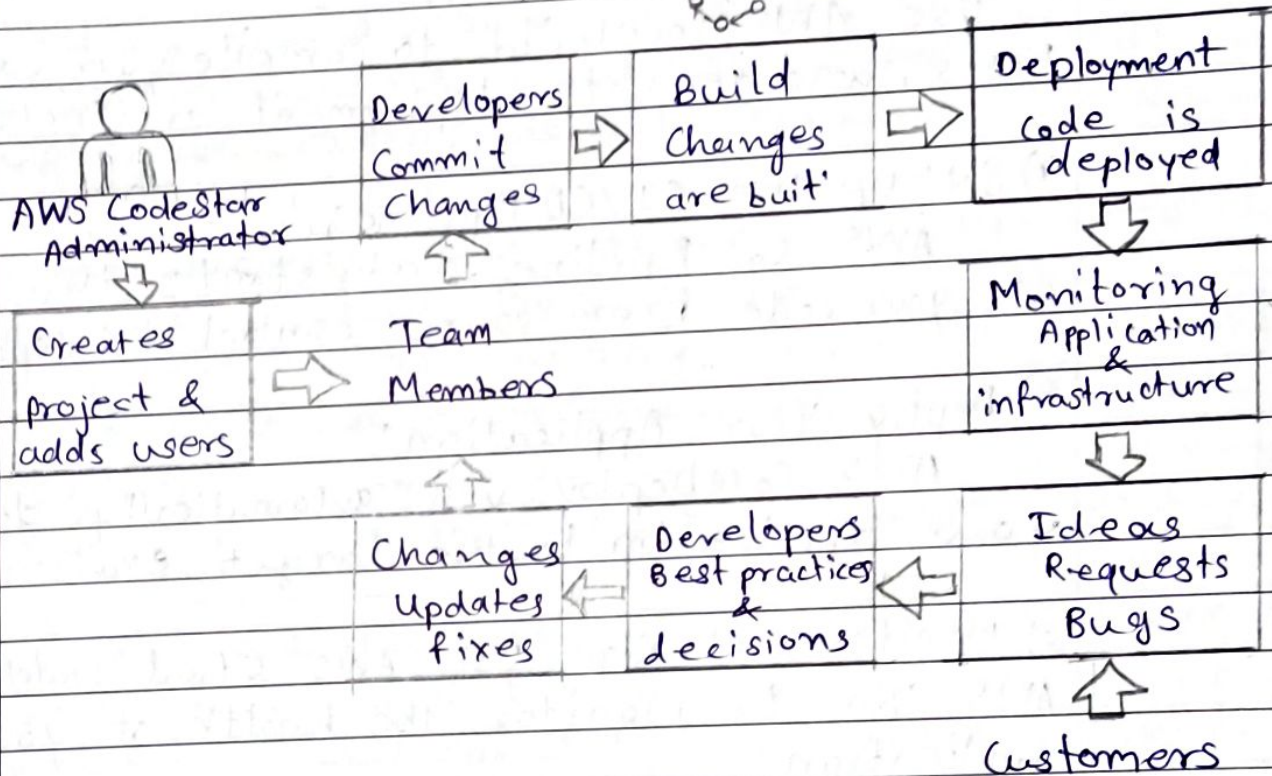 AWS CodeStar
Administrator
Creates
project &
adds users
Team
Members
Developers
Commit
Changes
Build
Changes
are buit
Deployment
Code is
deployed
Monitoring
Application
&
infrastructure
Ideas
Requests
Bugs
Customers
Developers
Best practices
&
decisions
Changes
Updates
fixes